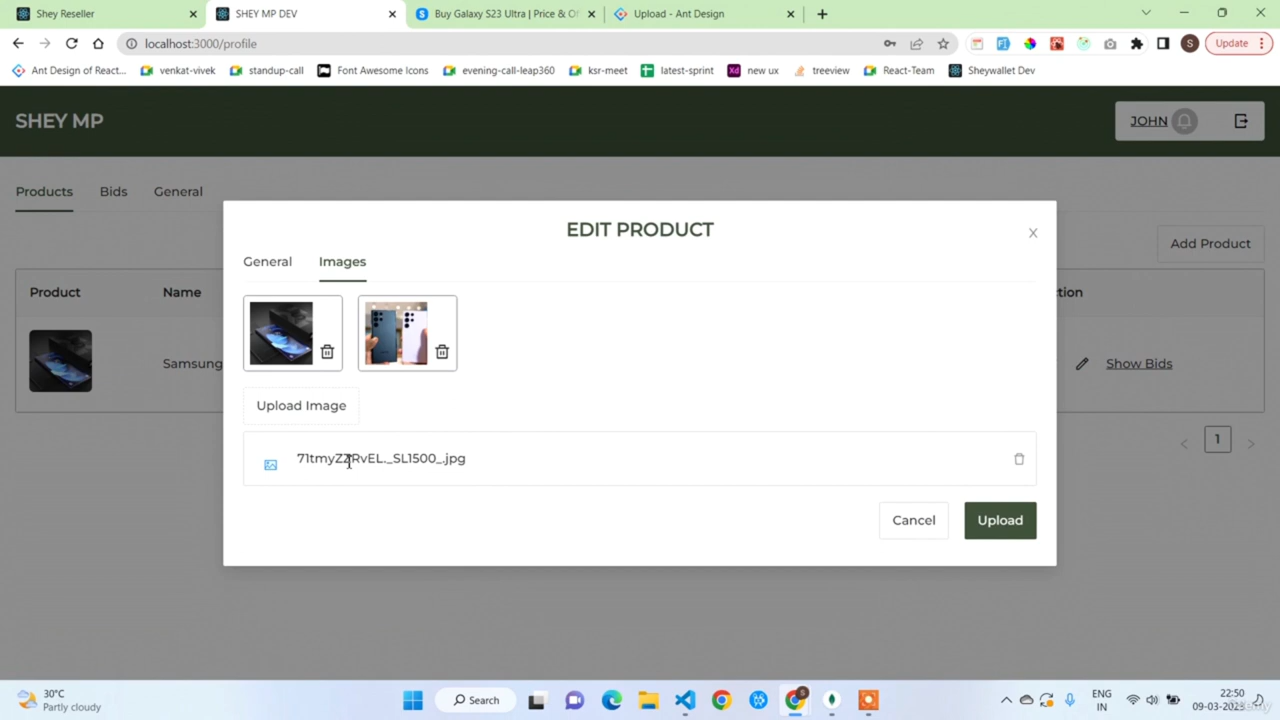 Shey Reseller
SHEY MP DEV
Buy Galaxy S23 Ultra | Price & Of
Upload - Ant Design
localhost:3000/profile
S
Update
Ant Design of React...
venkat-vivek
standup-call
Font Awesome Icons
evening-call-leap360
ksr-meet
latest-sprint
new ux
treeview
React-Team
Sheywallet Dev
SHEY MP
JOHN
Products
Bids
General
Add Product
Product
Name
tion
Samsung
Show Bids
1
EDIT PRODUCT
General
Images
Upload Image
71tmyZZRvEL._SL1500_.jpg
Cancel
Upload
30°C
Partly cloudy
Search
ENG
IN
22:50
09-03-2023